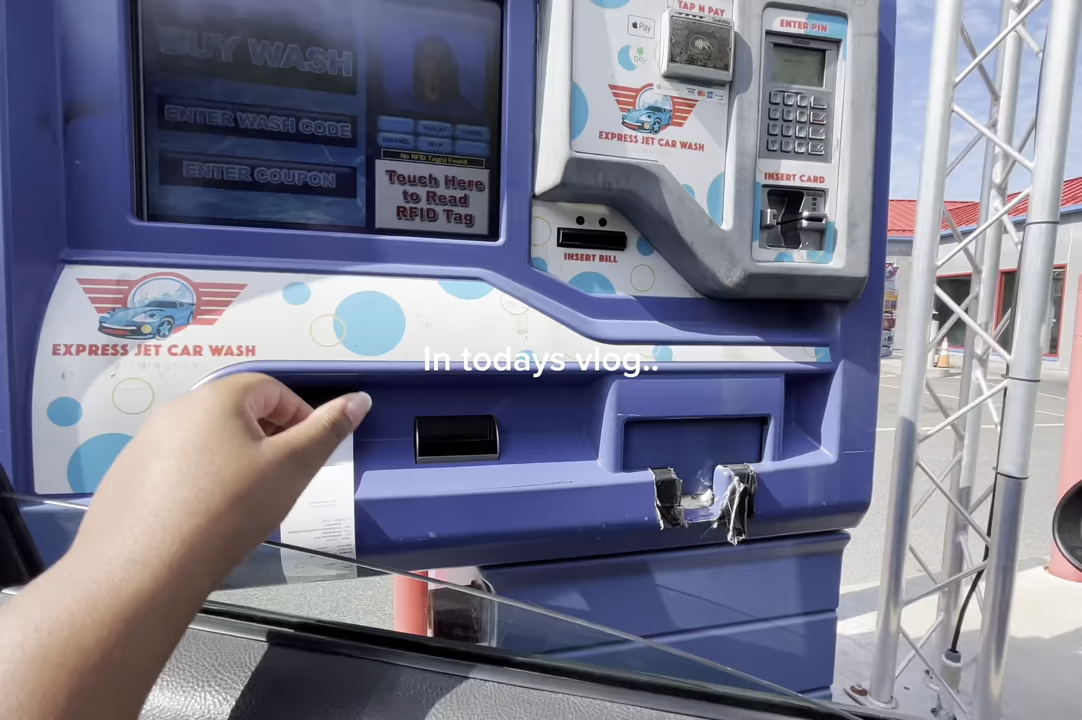 BUY WASH
ENTER WASH CODE
ENTER COUPON
No RFID Tag(s) Found!
Touch Here
to Read
RFID Tag
TAP N PAY
Pay
EXPRESS JET CAR WASH
ENTER PIN
INSERT CARD
INSERT BILL
EXPRESS JET CAR WASH
In todays vlog..